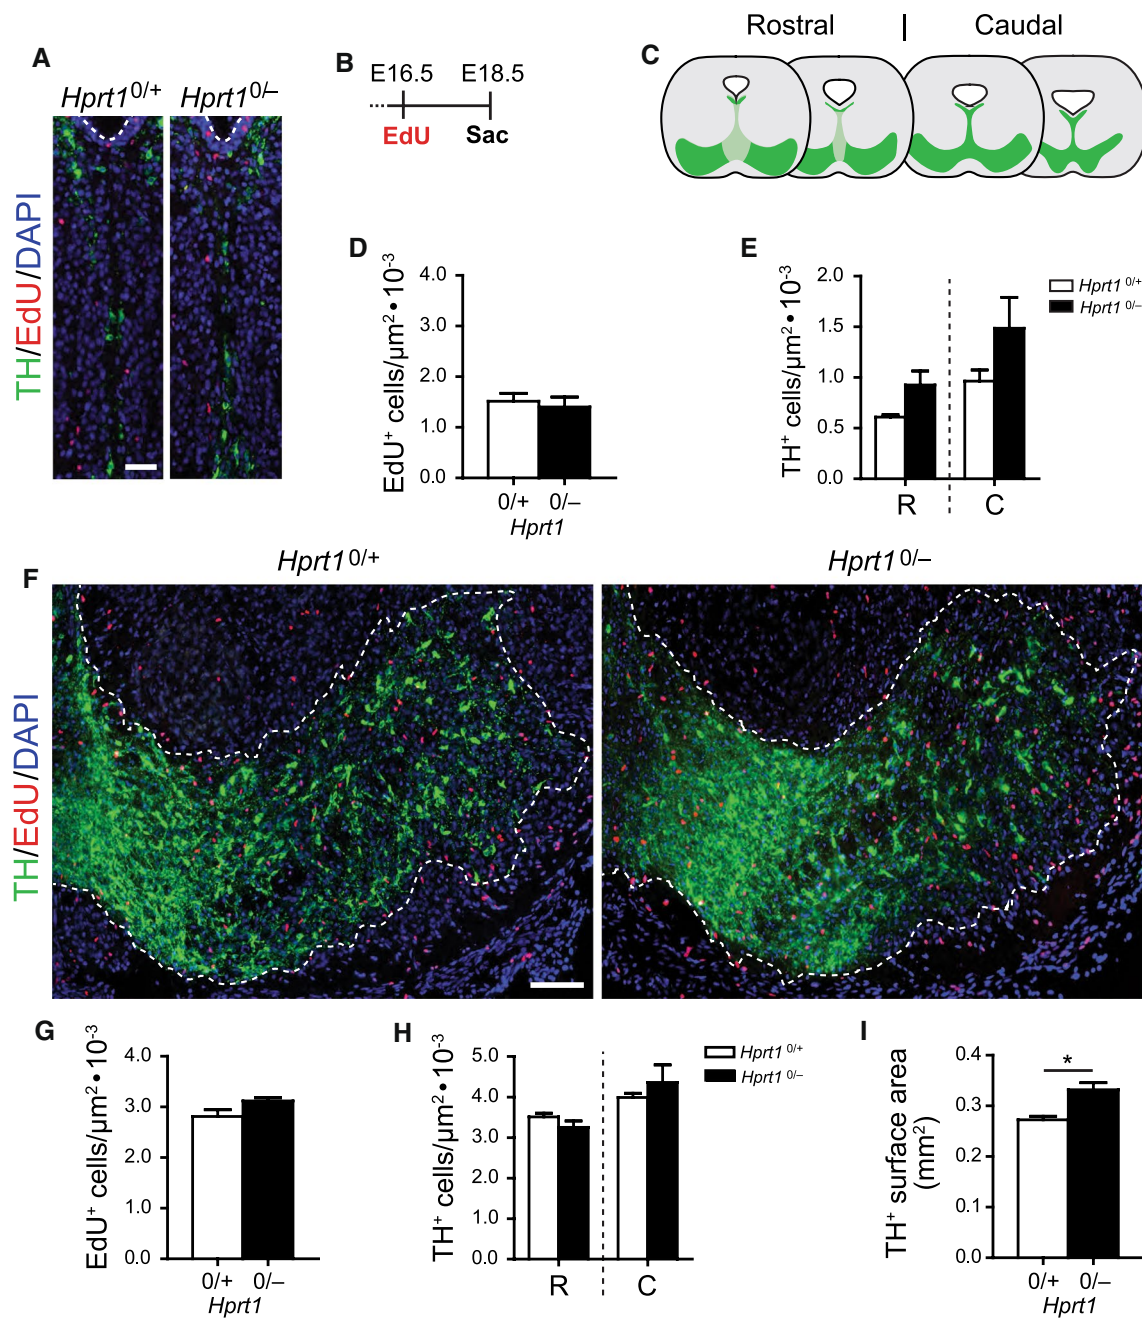 Rostral | Caudal
A
Hprt1 0/+ Hprt1 0/–
TH/EdU/DAPI
B
E16.5 E18.5
EdU Sac
C
D
EdU⁺ cells/µm²•10⁻³
4.0
3.0
2.0
1.0
0.0
0/+ 0/–
Hprt1
E
TH⁺ cells/µm²•10⁻³
2.0
1.5
1.0
0.5
0.0
R C
Hprt1 0/+
Hprt1 0/–
F
Hprt1 0/+ Hprt1 0/–
TH/EdU/DAPI
G
EdU⁺ cells/µm²•10⁻³
4.0
3.0
2.0
1.0
0.0
0/+ 0/–
Hprt1
H
TH⁺ cells/µm²•10⁻³
5.0
4.0
3.0
2.0
1.0
0.0
R C
Hprt1 0/+
Hprt1 0/–
I
TH⁺ surface area
(mm²)
0.4
0.3
0.2
0.1
0.0
*
0/+ 0/–
Hprt1